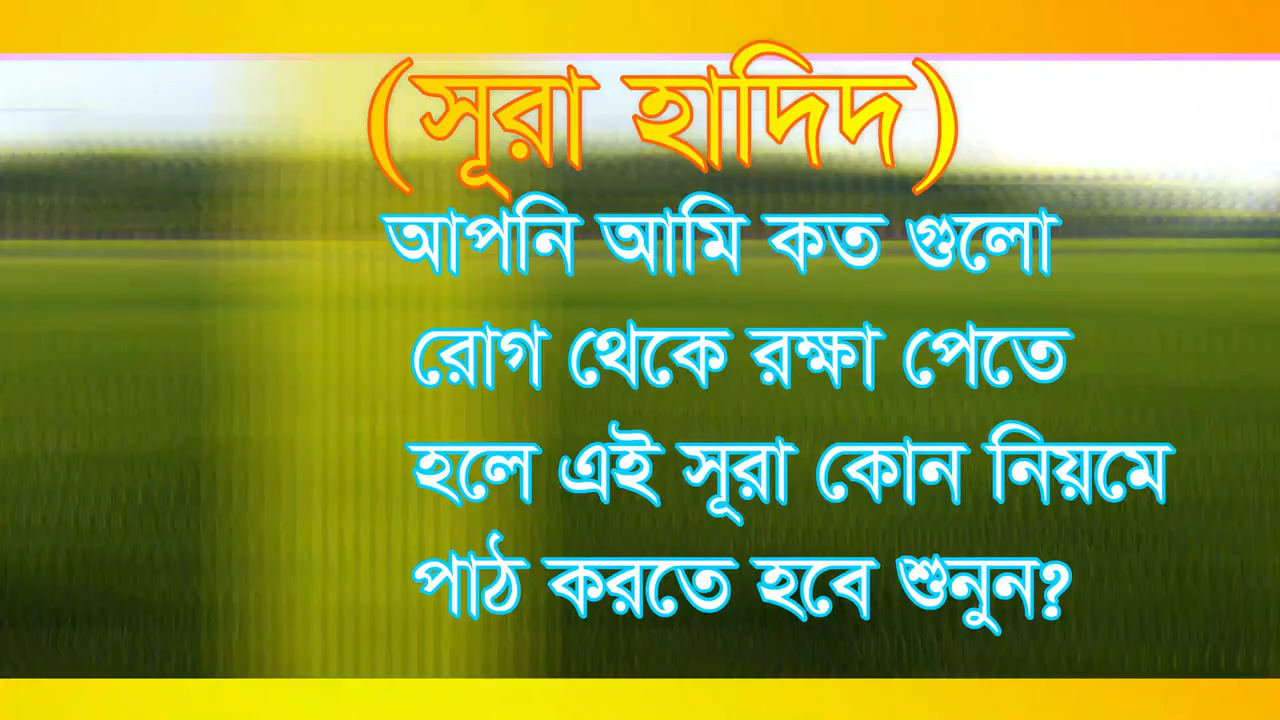 (সূরা হাদিদ)
আপনি আমি কত গুলো
রোগ থেকে রক্ষা পেতে
হলে এই সূরা কোন নিয়মে
পাঠ করতে হবে শুনুন?